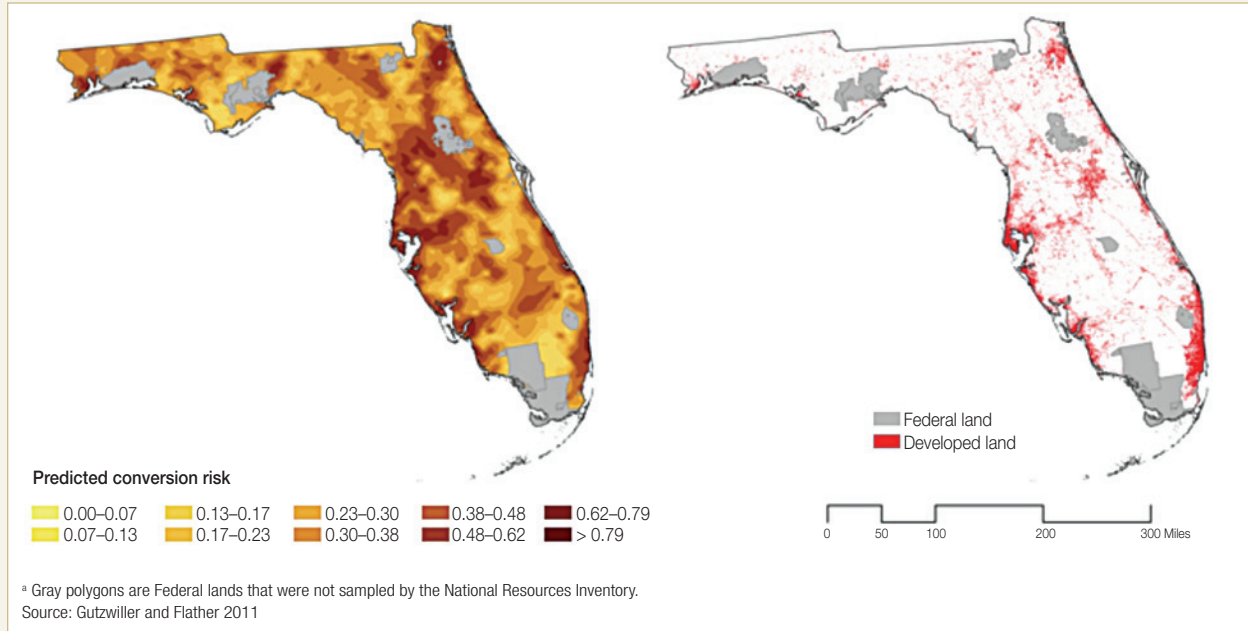 Federal land
Developed land
Predicted conversion risk
0.00–0.07 0.13–0.17 0.23–0.30 0.38–0.48 0.62–0.79
0.07–0.13 0.17–0.23 0.30–0.38 0.48–0.62 > 0.79
0 50 100 200 300 Miles
ᵃ Gray polygons are Federal lands that were not sampled by the National Resources Inventory.
Source: Gutzwiller and Flather 2011